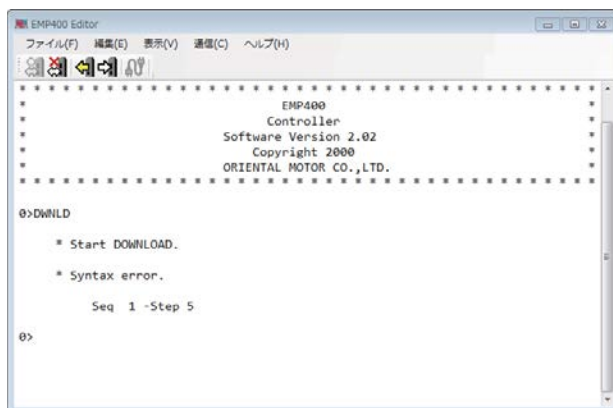 EMP400 Editor
ファイル(F) 編集(E) 表示(V) 通信(C) ヘルプ(H)
* * * * * * * * * * * * * * * * * * * * * * * * * * * * * * * * * * * * * * * *
* EMP400 *
* Controller *
* Software Version 2.02 *
* Copyright 2000 *
* ORIENTAL MOTOR CO.,LTD. *
* * * * * * * * * * * * * * * * * * * * * * * * * * * * * * * * * * * * * * * *
0>DWNLD
* Start DOWNLOAD.
* Syntax error.
Seq 1 -Step 5
0>